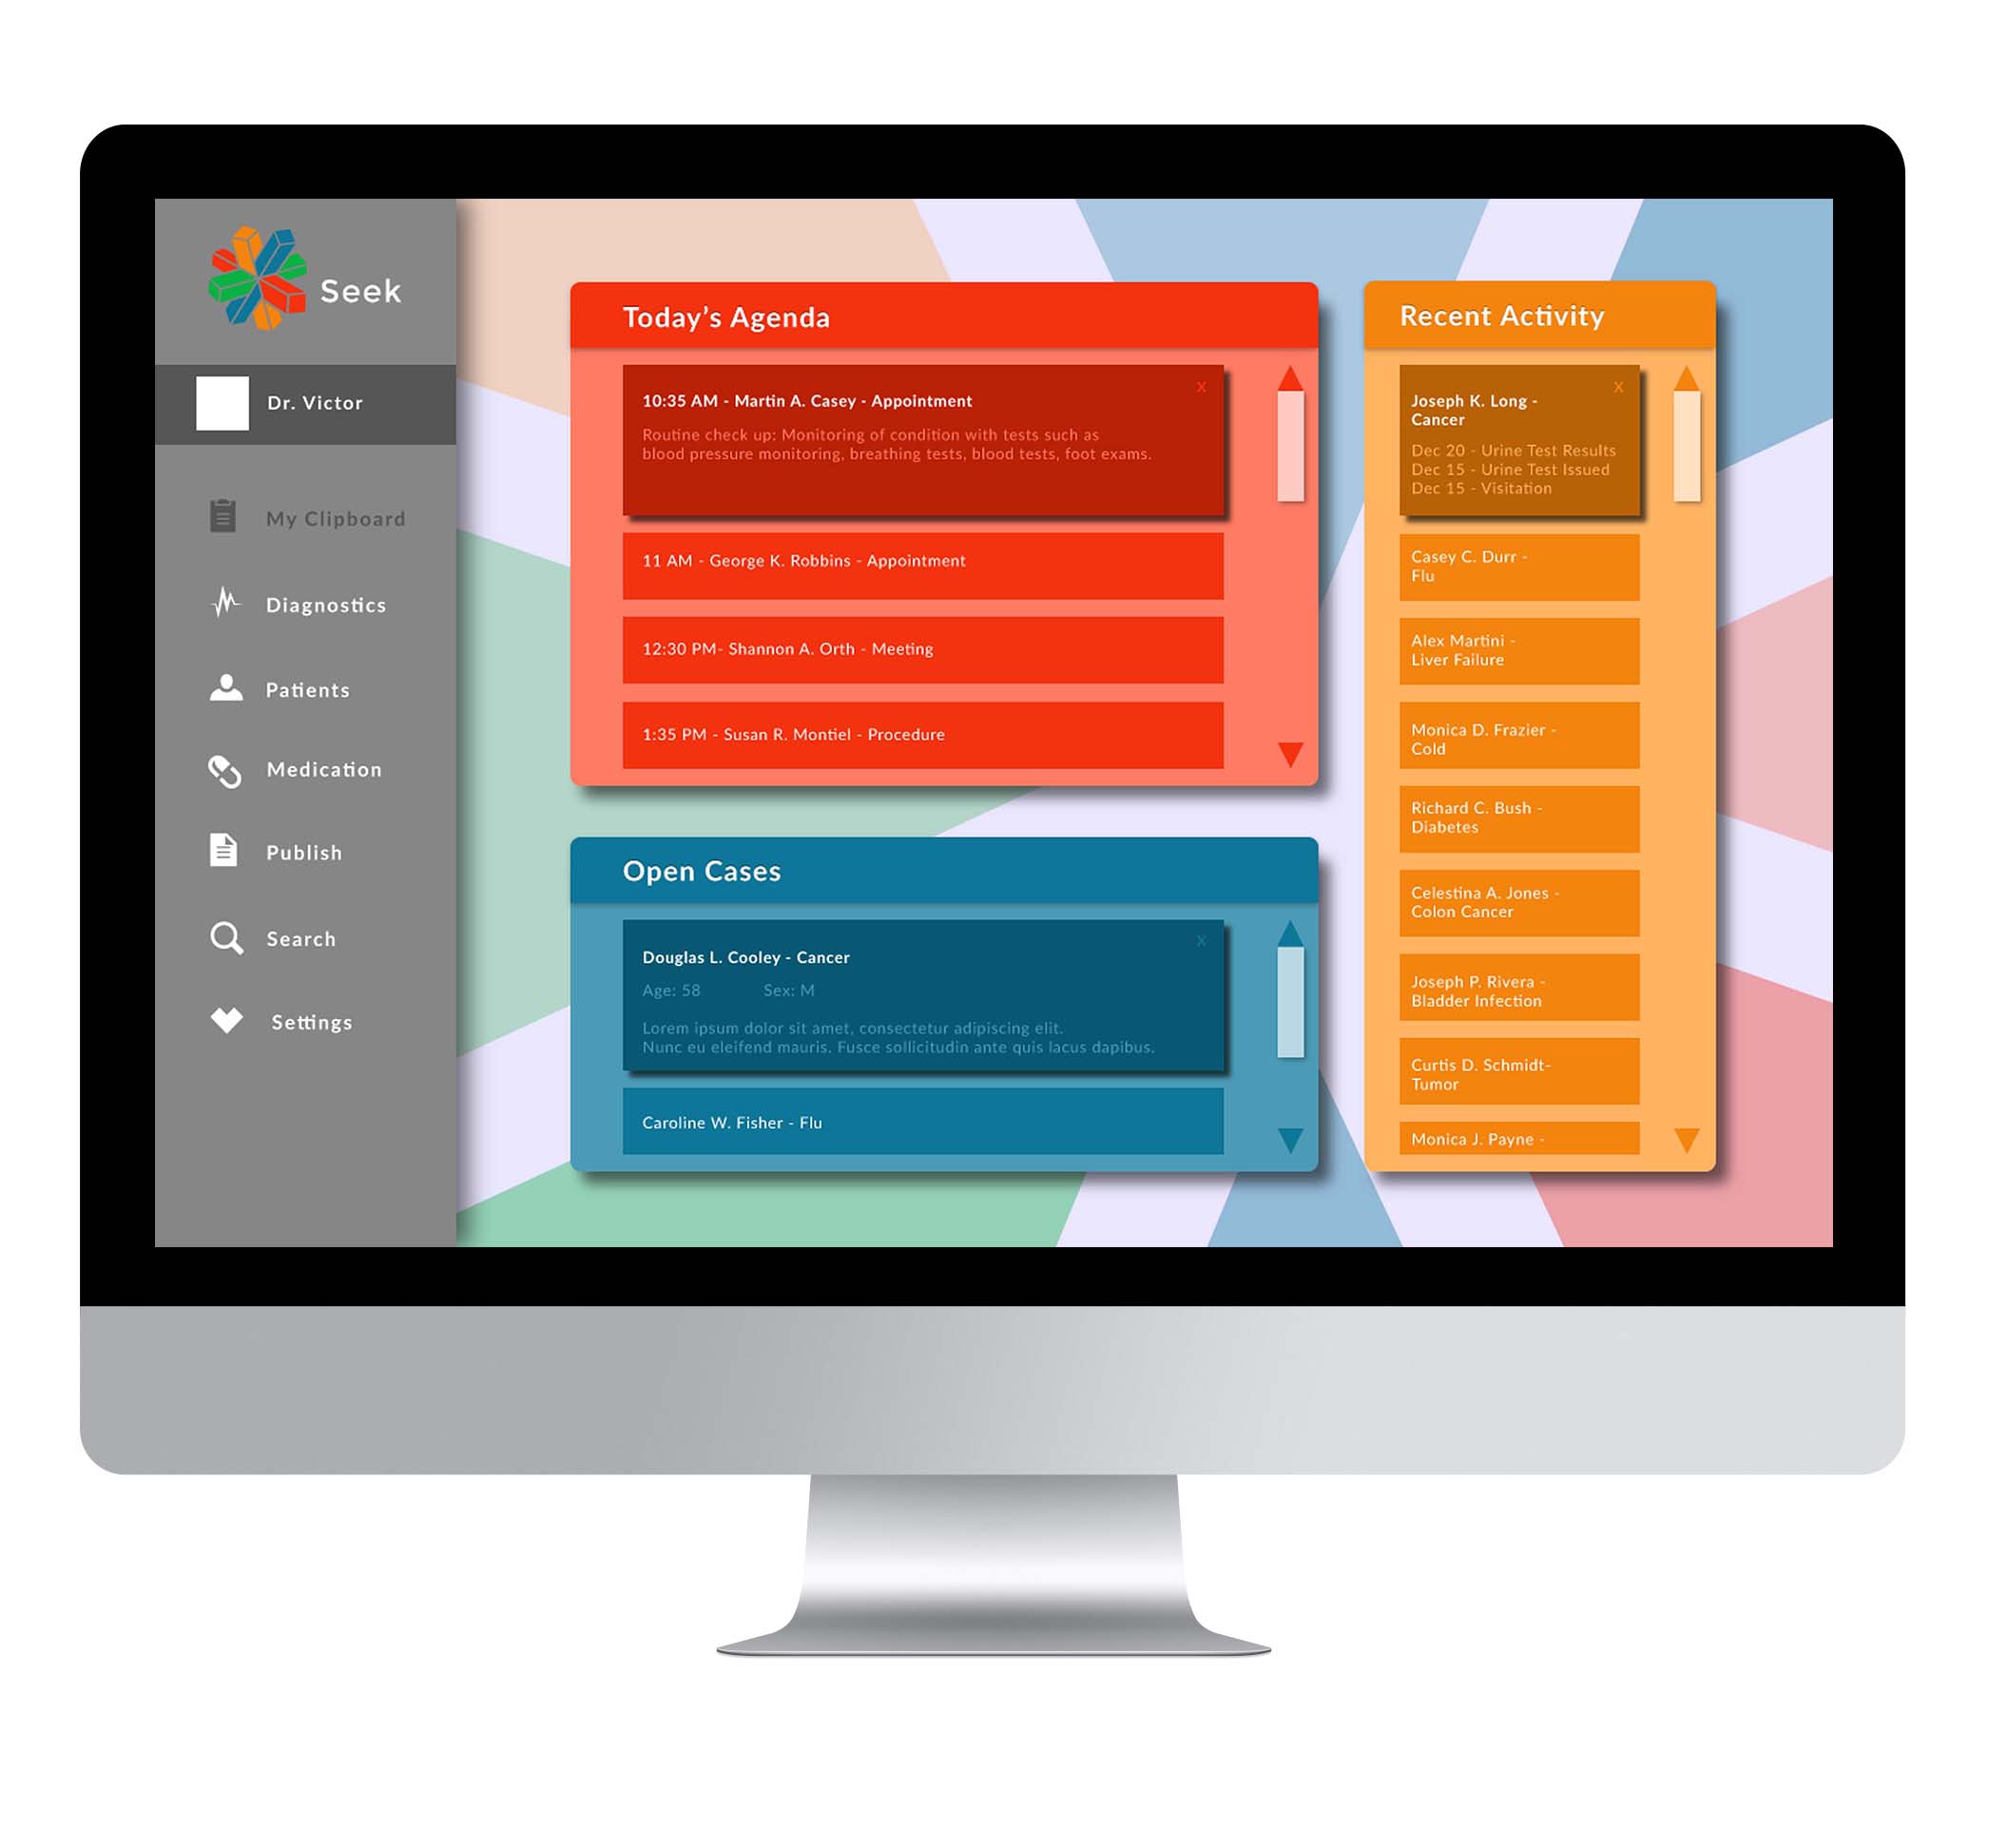 Seek
Dr. Victor
My Clipboard
Diagnostics
Patients
Medication
Publish
Search
Settings
Today's Agenda
X
10:35 AM - Martin A. Casey - Appointment
Routine check up: Monitoring of condition with tests such as
blood pressure monitoring, breathing tests, blood tests, foot exams.
11 AM - George K. Robbins - Appointment
12:30 PM- Shannon A. Orth - Meeting
1:35 PM - Susan R. Montiel - Procedure
Open Cases
X
Douglas L. Cooley - Cancer
Age: 58 Sex: M
Lorem ipsum dolor sit amet, consectetur adipiscing elit.
Nunc eu eleifend mauris. Fusce sollicitudin ante quis lacus dapibus.
Caroline W. Fisher - Flu
Recent Activity
X
Joseph K. Long -
Cancer
Dec 20 - Urine Test Results
Dec 15 - Urine Test Issued
Dec 15 - Visitation
Casey C. Durr -
Flu
Alex Martini -
Liver Failure
Monica D. Frazier -
Cold
Richard C. Bush -
Diabetes
Celestina A. Jones -
Colon Cancer
Joseph P. Rivera -
Bladder Infection
Curtis D. Schmidt-
Tumor
Monica J. Payne -